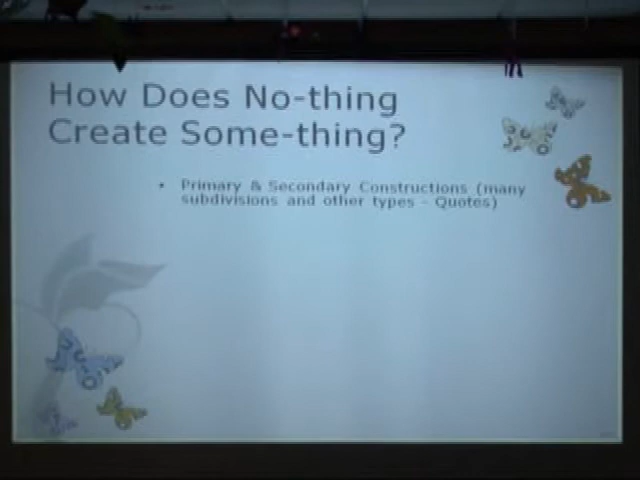 How Does No-thing
Create Some-thing?
• Primary & Secondary Constructions (many
subdivisions and other types - Quotes)